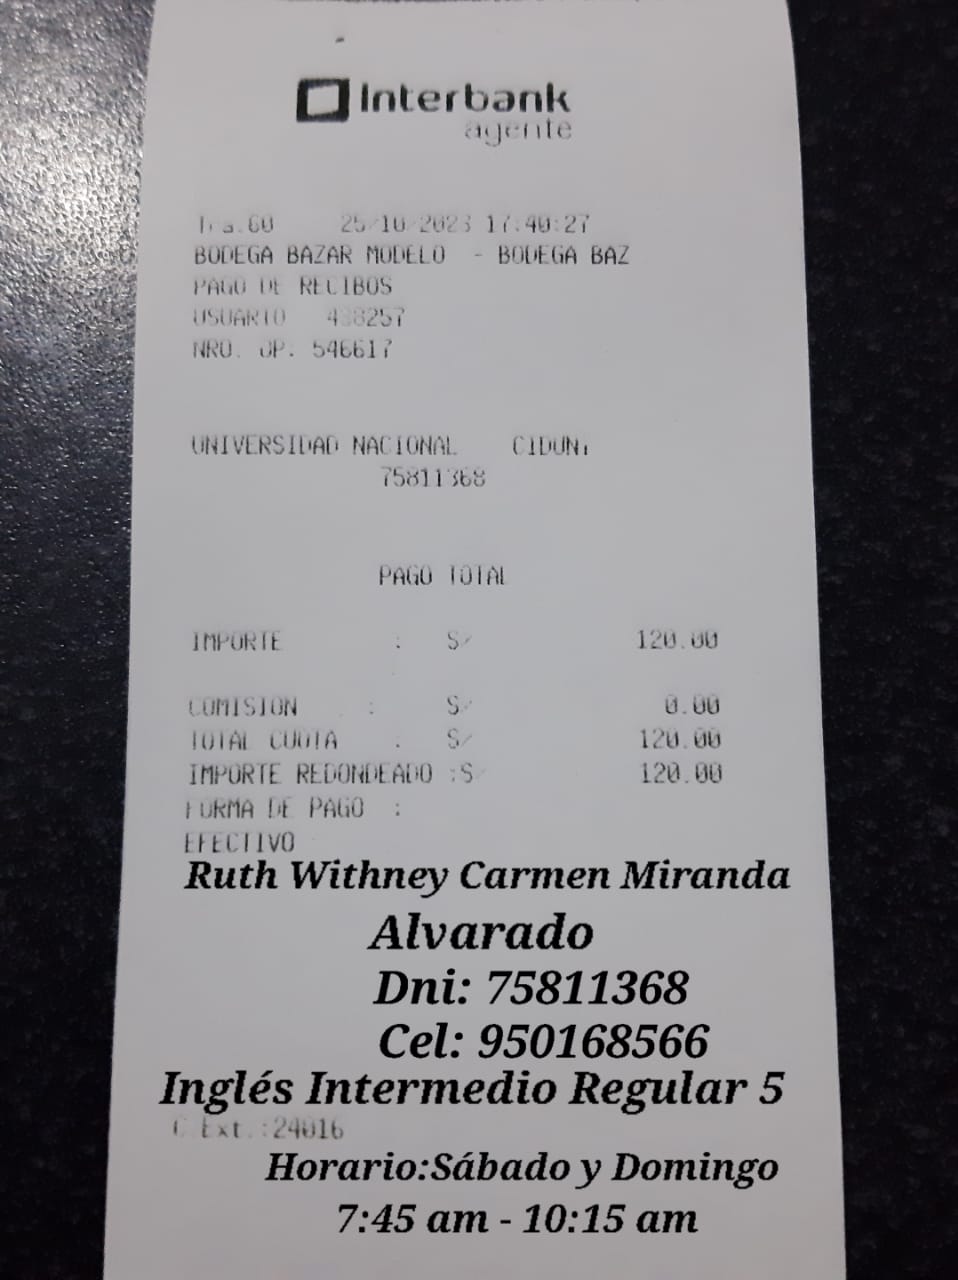 Interbank
agente
Tra.60 25/10/2023 17:40:27
BODEGA BAZAR MODELO - BODEGA BAZ
PAGO DE RECIBOS
USUARIO
NRO. OP. 546617
UNIVERSIDAD NACIONAL CIDUN
75811368
PAGO TOTAL
IMPORTE : S/ 120.00
COMISION : S/ 0.00
TOTAL CUOTA : S/ 120.00
IMPORTE REDONDEADO :S/ 120.00
FORMA DE PAGO :
EFECTIVO
Ruth Withney Carmen Miranda
Alvarado
Dni: 75811368
Cel: 950168566
Inglés Intermedio Regular 5
C.Ext.:24016
Horario:Sábado y Domingo
7:45 am - 10:15 am